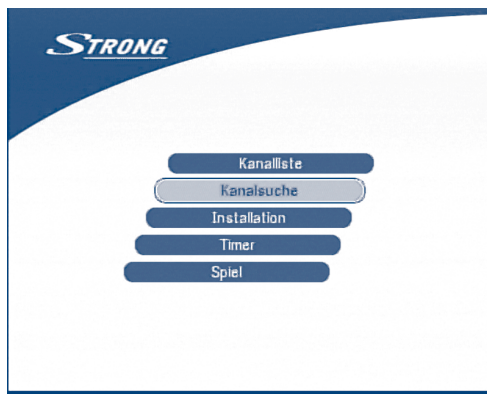 STRONG
Kanalliste
Kanalsuche
Installation
Timer
Spiel